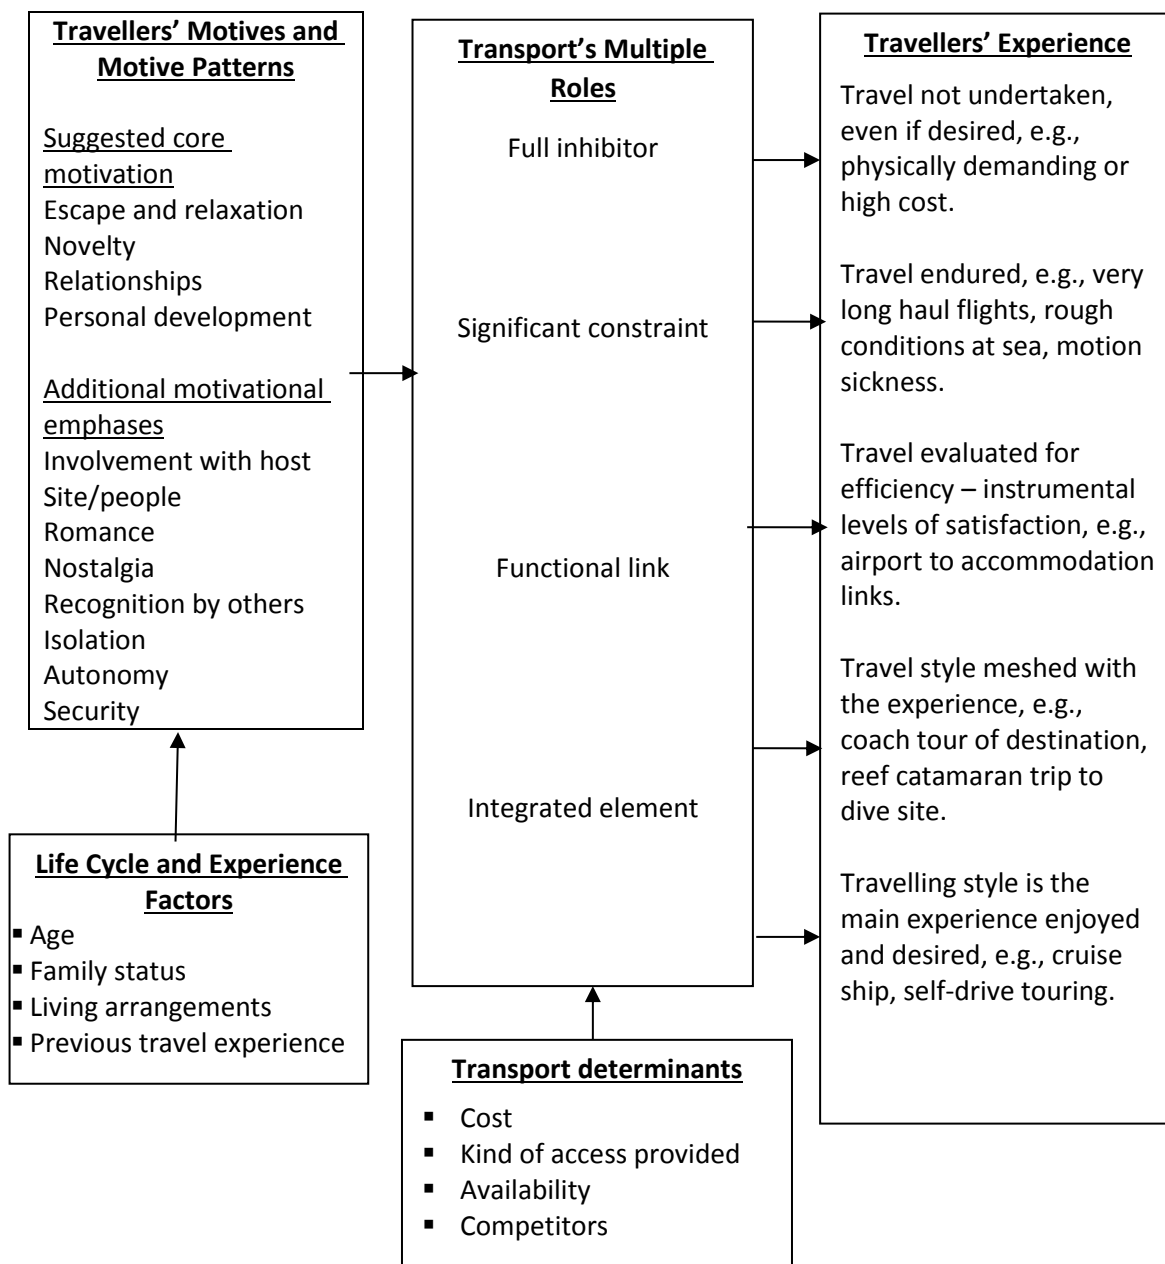 Travellers' Motives and
Motive Patterns
Suggested core
motivation
Escape and relaxation
Novelty
Relationships
Personal development
Additional motivational
emphases
Involvement with host
Site/people
Romance
Nostalgia
Recognition by others
Isolation
Autonomy
Security
Life Cycle and Experience
Factors
▪ Age
▪ Family status
▪ Living arrangements
▪ Previous travel experience
Transport's Multiple
Roles
Full inhibitor
Significant constraint
Functional link
Integrated element
Transport determinants
▪ Cost
▪ Kind of access provided
▪ Availability
▪ Competitors
Travellers' Experience
Travel not undertaken,
even if desired, e.g.,
physically demanding or
high cost.
Travel endured, e.g., very
long haul flights, rough
conditions at sea, motion
sickness.
Travel evaluated for
efficiency – instrumental
levels of satisfaction, e.g.,
airport to accommodation
links.
Travel style meshed with
the experience, e.g.,
coach tour of destination,
reef catamaran trip to
dive site.
Travelling style is the
main experience enjoyed
and desired, e.g., cruise
ship, self-drive touring.